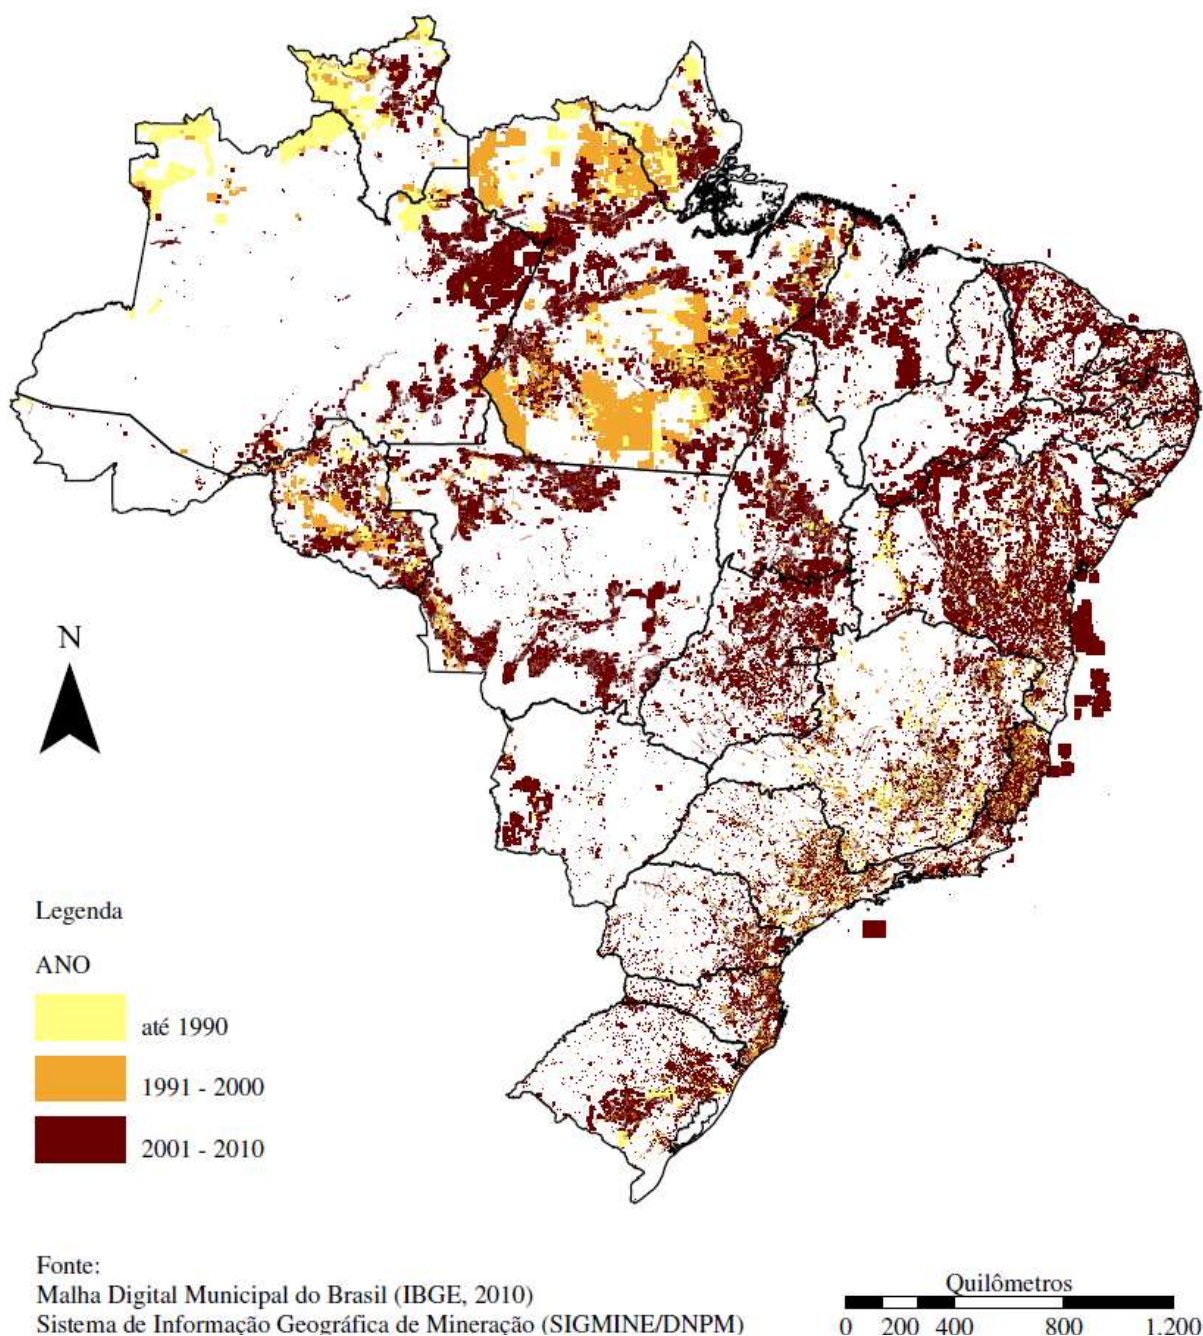 N
Legenda
ANO
até 1990
1991 - 2000
2001 - 2010
Fonte:
Malha Digital Municipal do Brasil (IBGE, 2010)
Sistema de Informação Geográfica de Mineração (SIGMINE/DNPM)
Quilômetros
0 200 400 800 1.200